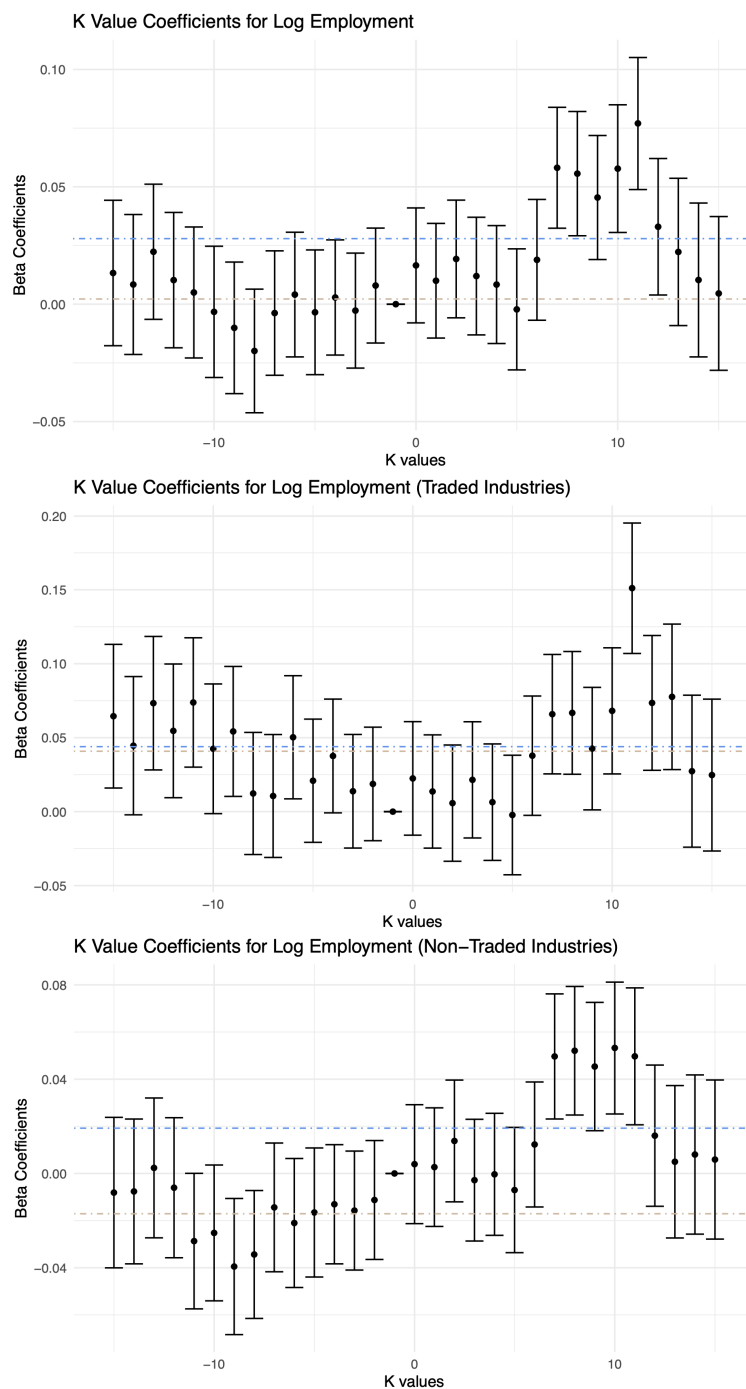 K Value Coefficients for Log Employment
0.10
0.05
0.00
−0.05
Beta Coefficients
−10
0
10
K values
K Value Coefficients for Log Employment (Traded Industries)
0.20
0.15
0.10
0.05
0.00
−0.05
Beta Coefficients
−10
0
10
K values
K Value Coefficients for Log Employment (Non−Traded Industries)
0.08
0.04
0.00
−0.04
Beta Coefficients
−10
0
10
K values